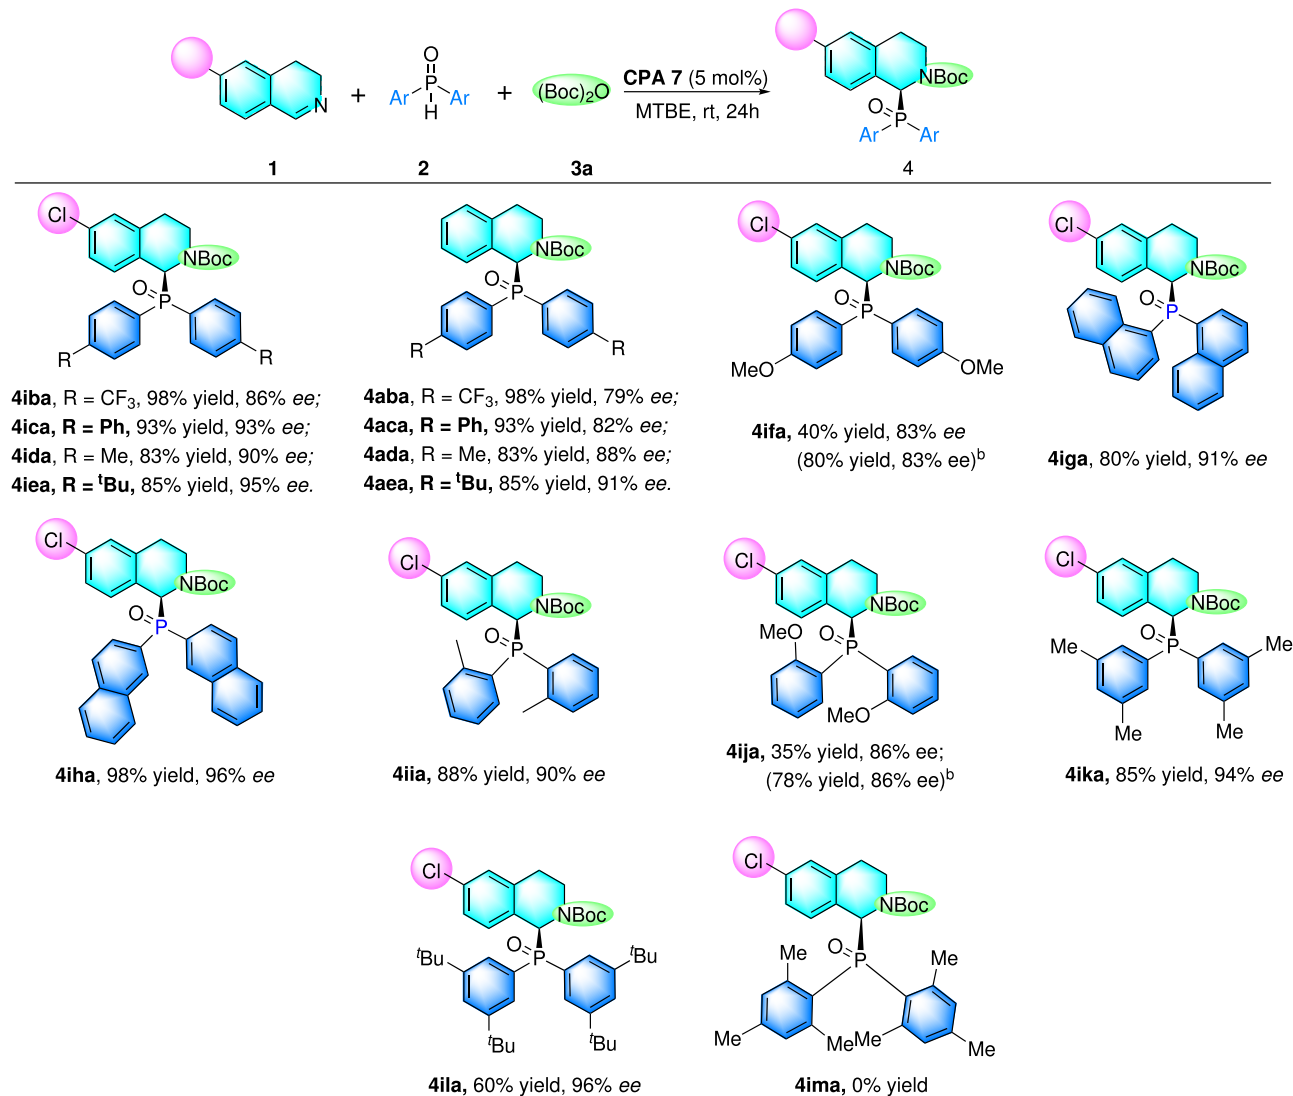 O
P
H
Ar
Ar
N
+
+
(Boc)2O
CPA 7 (5 mol%)
MTBE, rt, 24h
NBoc
O
P
Ar
Ar
1
2
3a
4
Cl
NBoc
O
P
R
R
4iba, R = CF3, 98% yield, 86% ee;
4ica, R = Ph, 93% yield, 93% ee;
4ida, R = Me, 83% yield, 90% ee;
4iea, R = tBu, 85% yield, 95% ee.
NBoc
O
P
R
R
4aba, R = CF3, 98% yield, 79% ee;
4aca, R = Ph, 93% yield, 82% ee;
4ada, R = Me, 83% yield, 88% ee;
4aea, R = tBu, 85% yield, 91% ee.
Cl
NBoc
O
P
MeO
OMe
4ifa, 40% yield, 83% ee
(80% yield, 83% ee)b
Cl
NBoc
O
P
4iga, 80% yield, 91% ee
Cl
NBoc
O
P
4iha, 98% yield, 96% ee
Cl
NBoc
O
P
4iia, 88% yield, 90% ee
Cl
NBoc
MeO
O
P
MeO
4ija, 35% yield, 86% ee;
(78% yield, 86% ee)b
Cl
NBoc
O
P
Me
Me
Me
Me
4ika, 85% yield, 94% ee
Cl
NBoc
O
P
tBu
tBu
tBu
tBu
4ila, 60% yield, 96% ee
Cl
NBoc
O
P
Me
Me
Me
Me
Me
Me
4ima, 0% yield